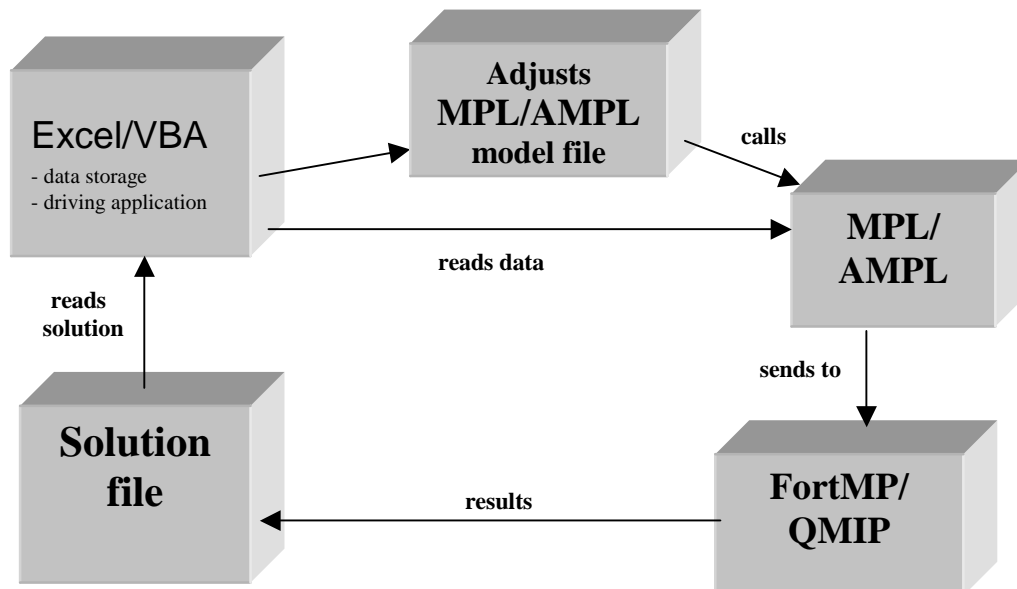 Adjusts
MPL/AMPL
model file
Excel/VBA
- data storage
- driving application
calls
MPL/
AMPL
reads data
reads
solution
sends to
Solution
file
results
FortMP/
QMIP